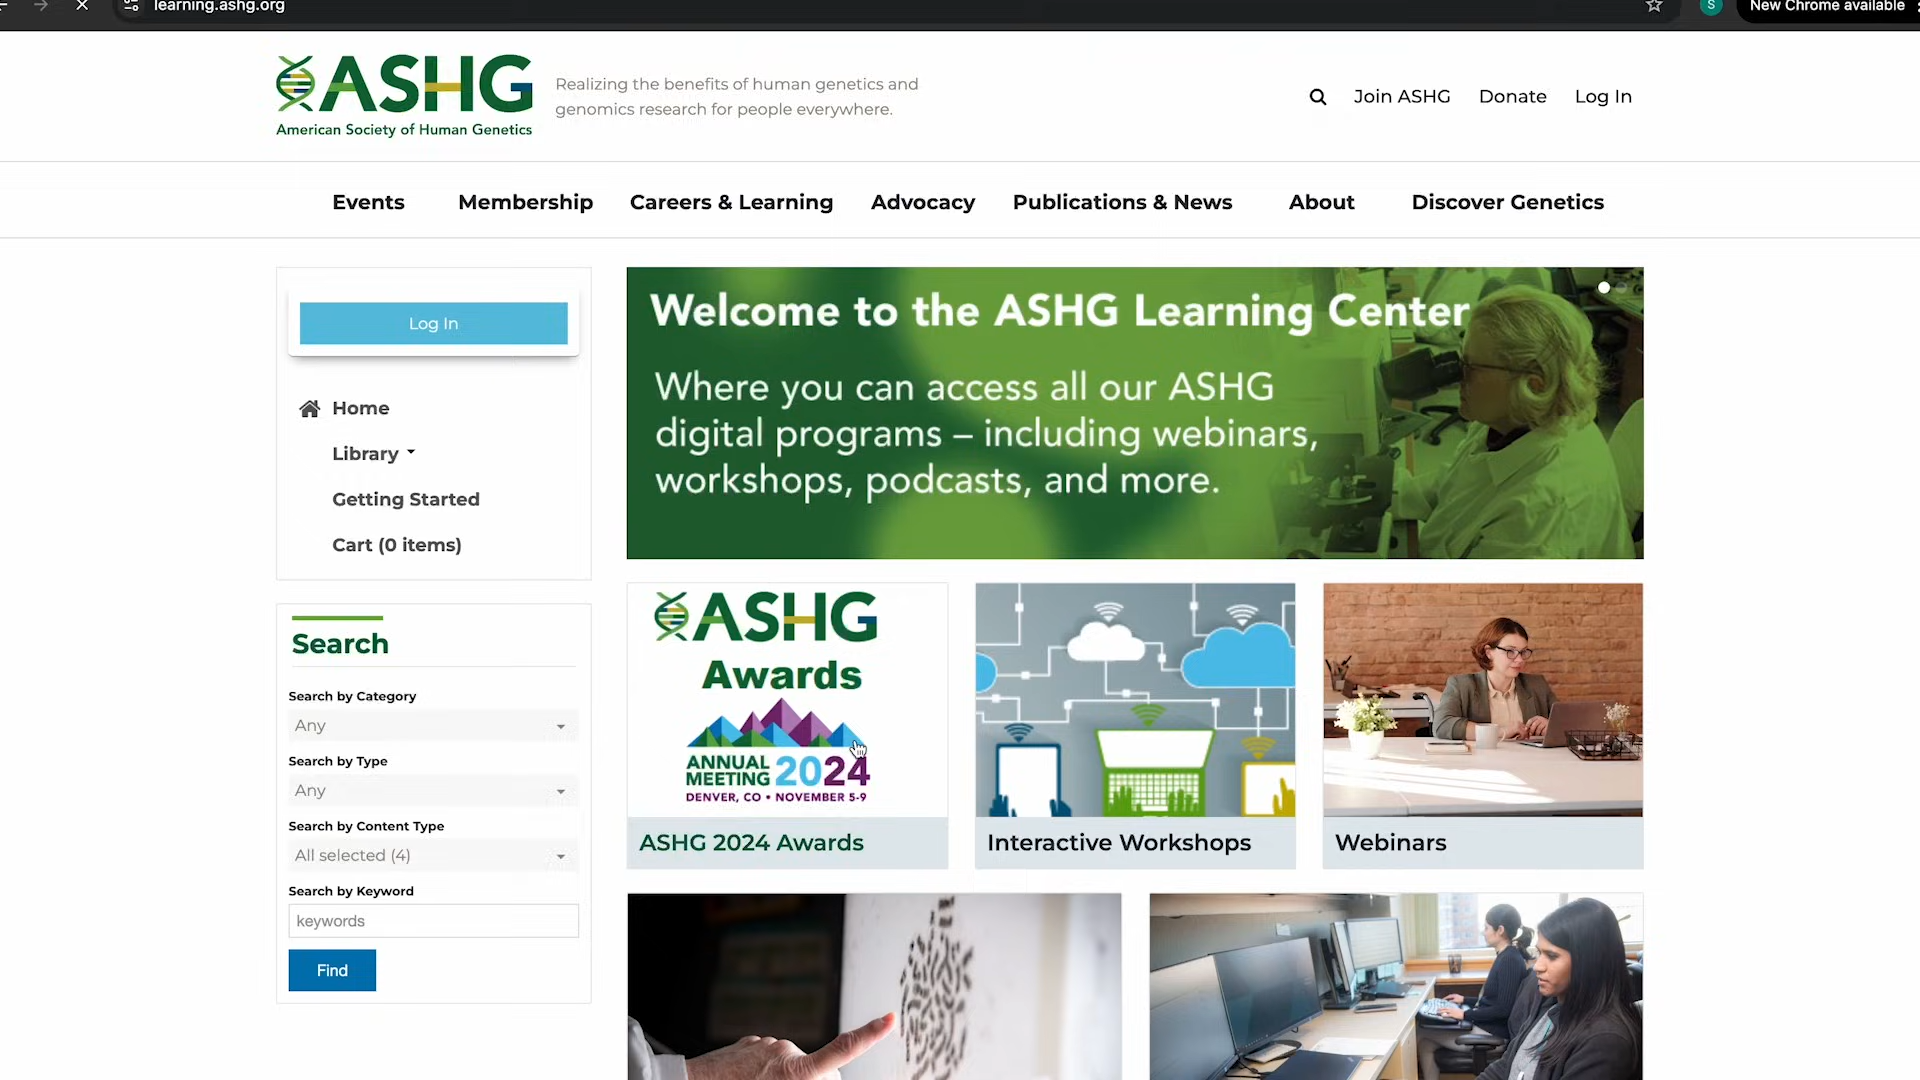 learning.ashg.org
S
New Chrome available
ASHG
American Society of Human Genetics
Realizing the benefits of human genetics and
genomics research for people everywhere.
Join ASHG
Donate
Log In
Events
Membership
Careers & Learning
Advocacy
Publications & News
About
Discover Genetics
Log In
Home
Library
Getting Started
Cart (0 items)
Search
Search by Category
Any
Search by Type
Any
Search by Content Type
All selected (4)
Search by Keyword
keywords
Find
Welcome to the ASHG Learning Center
Where you can access all our ASHG
digital programs – including webinars,
workshops, podcasts, and more.
ASHG
Awards
ANNUAL
MEETING 2024
DENVER, CO • NOVEMBER 5-9
ASHG 2024 Awards
Interactive Workshops
Webinars